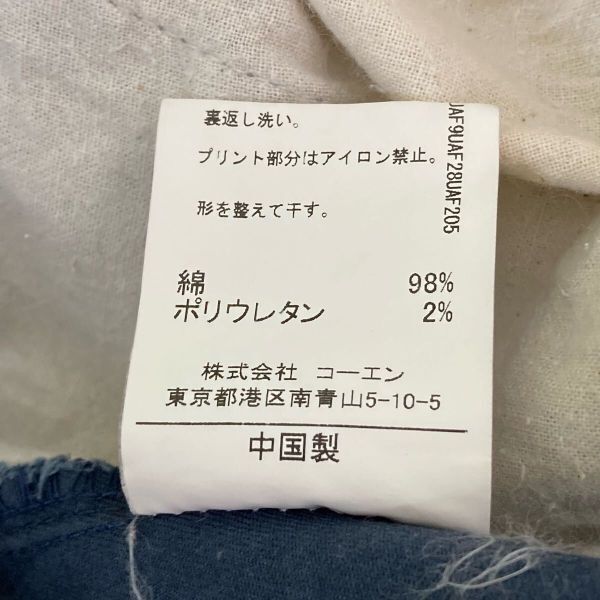 裏返し洗い。
プリント部分はアイロン禁止。
形を整えて干す。
綿 98%
ポリウレタン 2%
株式会社 コーエン
東京都港区南青山5-10-5
中国製
UAF9UAF28UAF205